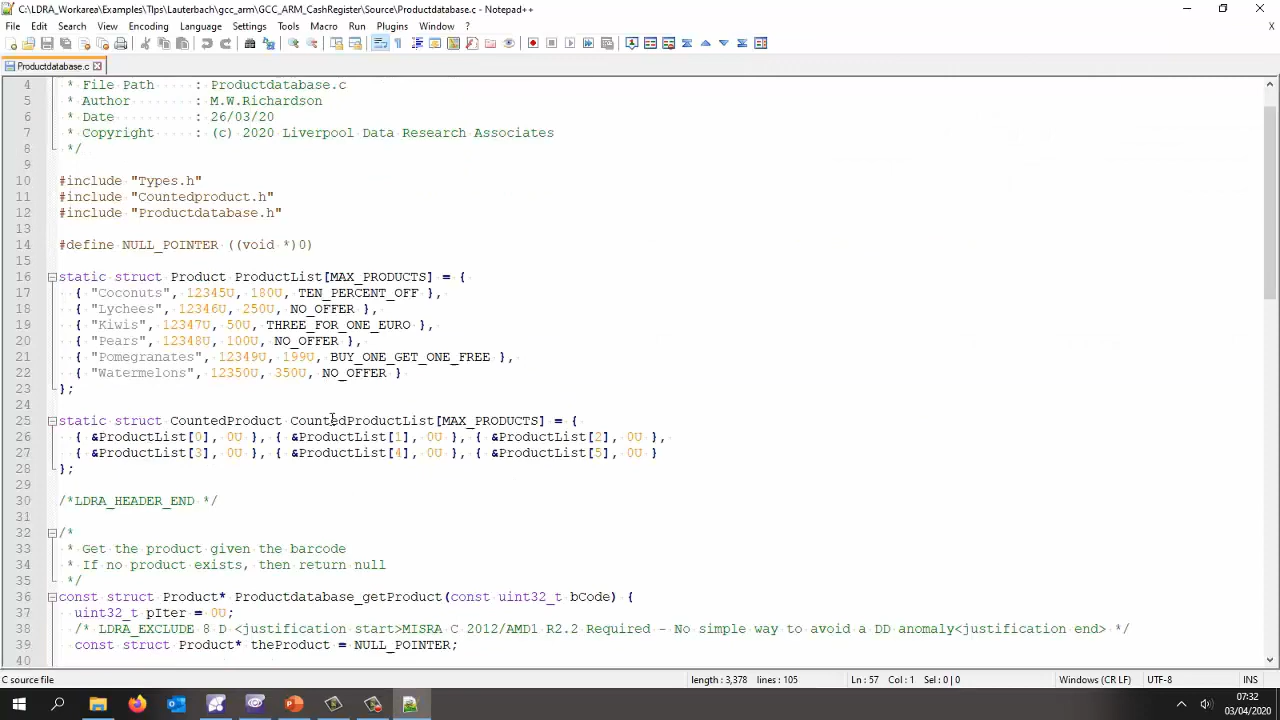 C:\LDRA_Workarea\Examples\Tlps\Lauterbach\gcc_arm\GCC_ARM_CashRegister\Source\Productdatabase.c - Notepad++
File Edit Search View Encoding Language Settings Tools Macro Run Plugins Window ?
X
Productdatabase.c
4 * File Path : Productdatabase.c
5 * Author : M.W.Richardson
6 * Date : 26/03/20
7 * Copyright : (c) 2020 Liverpool Data Research Associates
8 */
9
10 #include "Types.h"
11 #include "Countedproduct.h"
12 #include "Productdatabase.h"
13
14 #define NULL_POINTER ((void *)0)
15
16 static struct Product ProductList[MAX_PRODUCTS] = {
17 { "Coconuts", 12345U, 180U, TEN_PERCENT_OFF },
18 { "Lychees", 12346U, 250U, NO_OFFER },
19 { "Kiwis", 12347U, 50U, THREE_FOR_ONE_EURO },
20 { "Pears", 12348U, 100U, NO_OFFER },
21 { "Pomegranates", 12349U, 199U, BUY_ONE_GET_ONE_FREE },
22 { "Watermelons", 12350U, 350U, NO_OFFER }
23 };
24
25 static struct CountedProduct CountedProductList[MAX_PRODUCTS] = {
26 { &ProductList[0], 0U }, { &ProductList[1], 0U }, { &ProductList[2], 0U },
27 { &ProductList[3], 0U }, { &ProductList[4], 0U }, { &ProductList[5], 0U }
28 };
29
30 /*LDRA_HEADER_END */
31
32 /*
33 * Get the product given the barcode
34 * If no product exists, then return null
35 */
36 const struct Product* Productdatabase_getProduct(const uint32_t bCode) {
37 uint32_t pIter = 0U;
38 /* LDRA_EXCLUDE 8 D <justification start>MISRA C 2012/AMD1 R2.2 Required - No simple way to avoid a DD anomaly<justification end> */
39 const struct Product* theProduct = NULL_POINTER;
40
C source file length : 3,378 lines : 105 Ln : 57 Col : 1 Sel : 0 | 0 Windows (CR LF) UTF-8 INS
07:32
03/04/2020